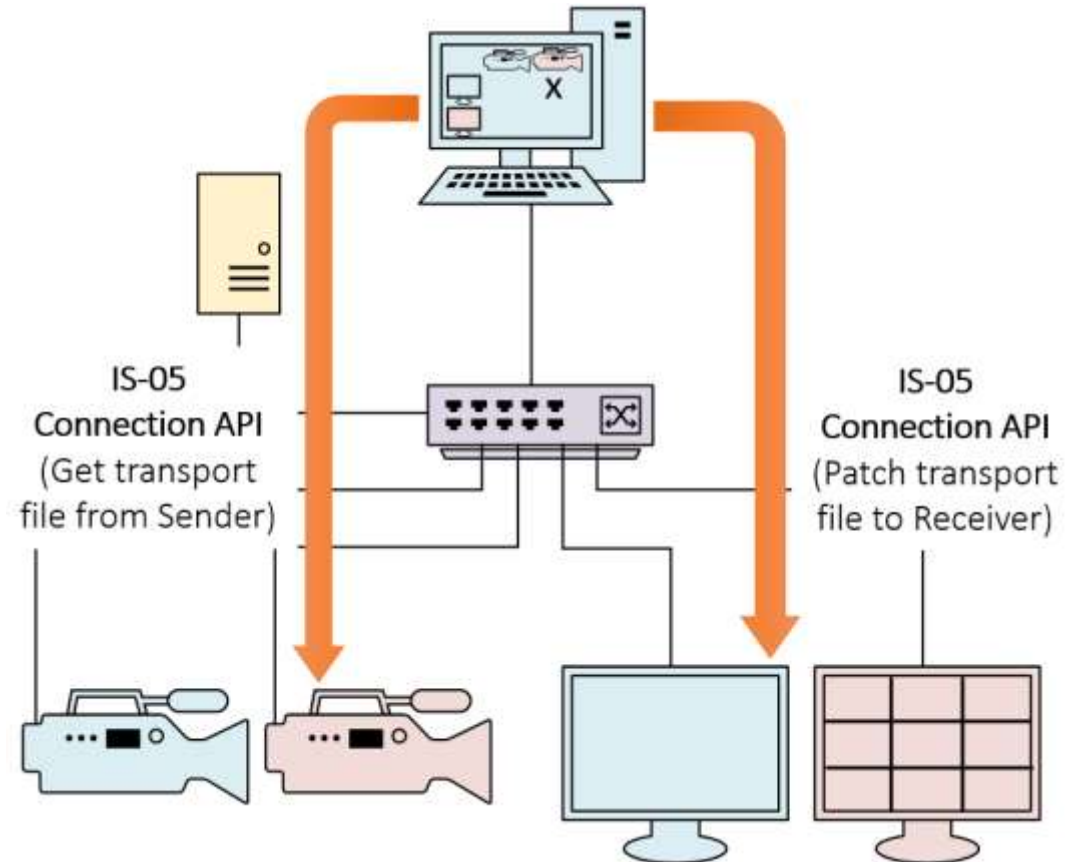 X
IS-05
Connection API
(Get transport
file from Sender)
IS-05
Connection API
(Patch transport
file to Receiver)